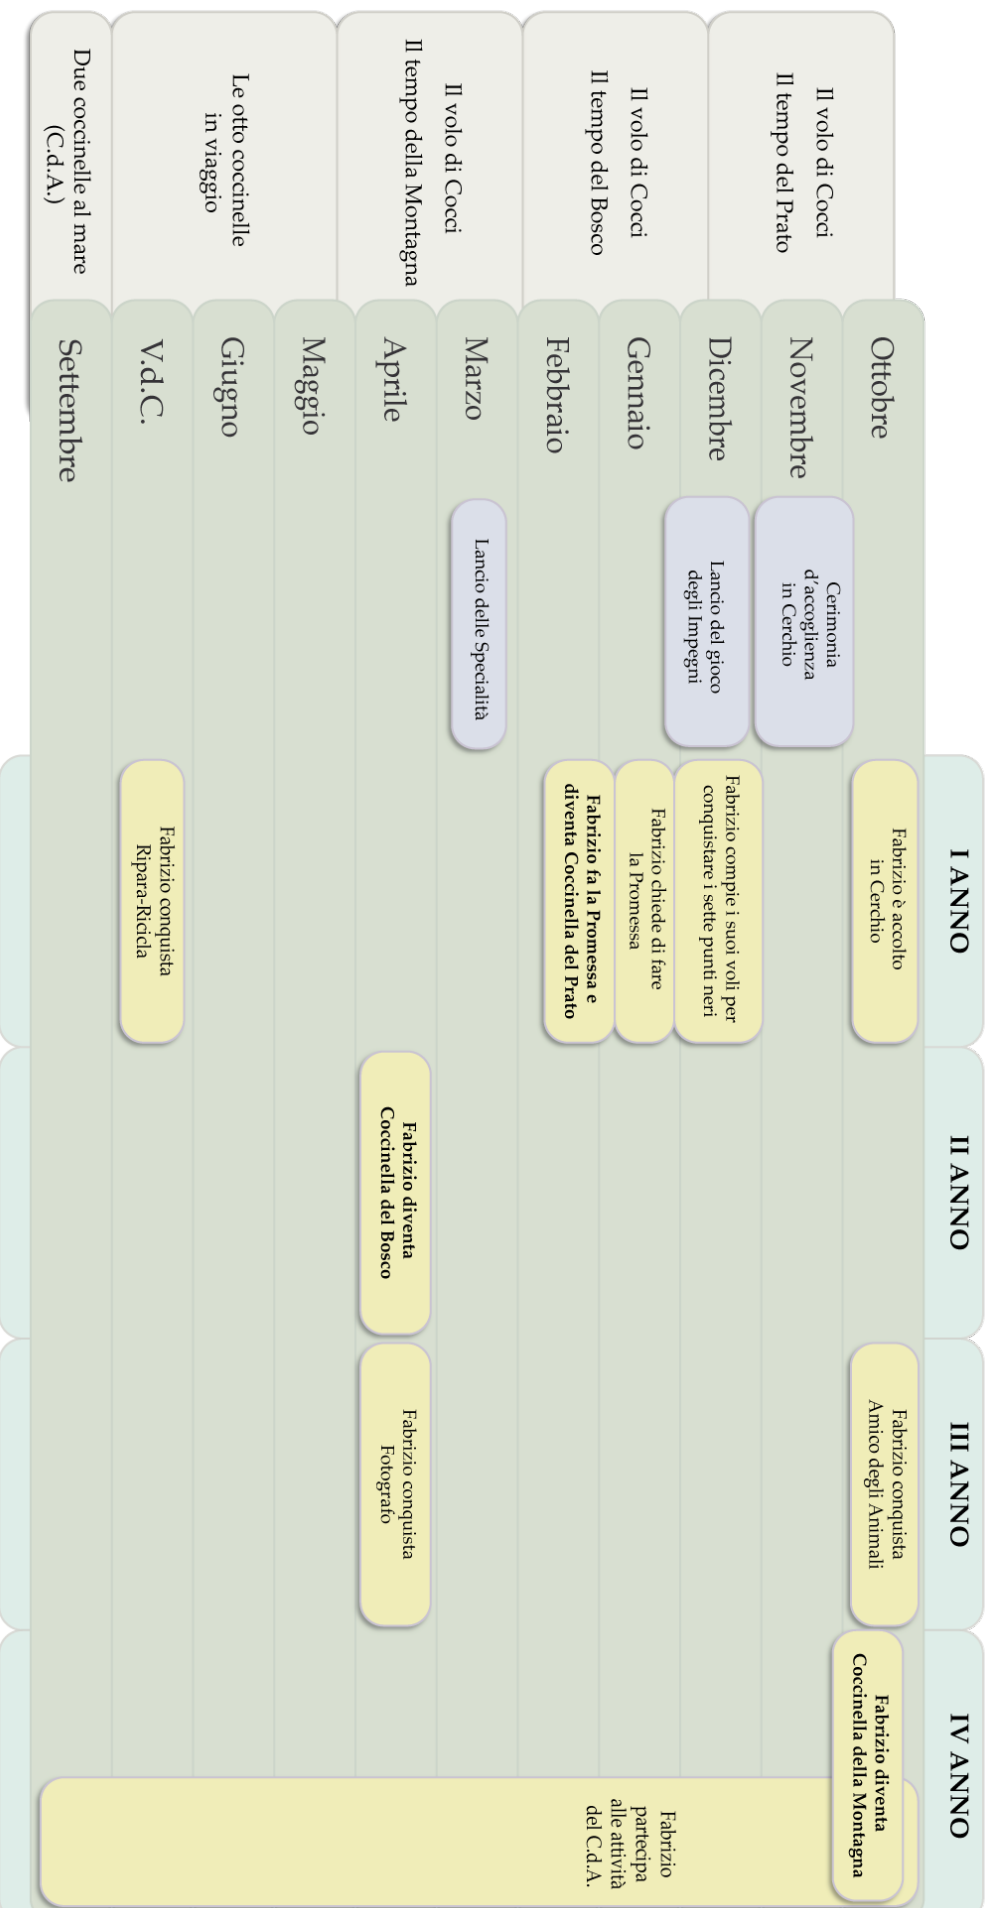 I ANNO
II ANNO
III ANNO
IV ANNO
Il volo di Cocci
Il tempo del Prato
Il volo di Cocci
Il tempo del Bosco
Il volo di Cocci
Il tempo della Montagna
Le otto coccinelle
in viaggio
Due coccinelle al mare
(C.d.A.)
Ottobre
Novembre
Dicembre
Gennaio
Febbraio
Marzo
Aprile
Maggio
Giugno
V.d.C.
Settembre
Cerimonia
d'accoglienza
in Cerchio
Lancio del gioco
degli Impegni
Lancio delle Specialità
Fabrizio è accolto
in Cerchio
Fabrizio compie i suoi voli per
conquistare i sette punti neri
Fabrizio chiede di fare
la Promessa
Fabrizio fa la Promessa e
diventa Coccinella del Prato
Fabrizio conquista
Ripara-Ricicla
Fabrizio diventa
Coccinella del Bosco
Fabrizio conquista
Amico degli Animali
Fabrizio conquista
Fotografo
Fabrizio diventa
Coccinella della Montagna
Fabrizio
partecipa
alle attività
del C.d.A.